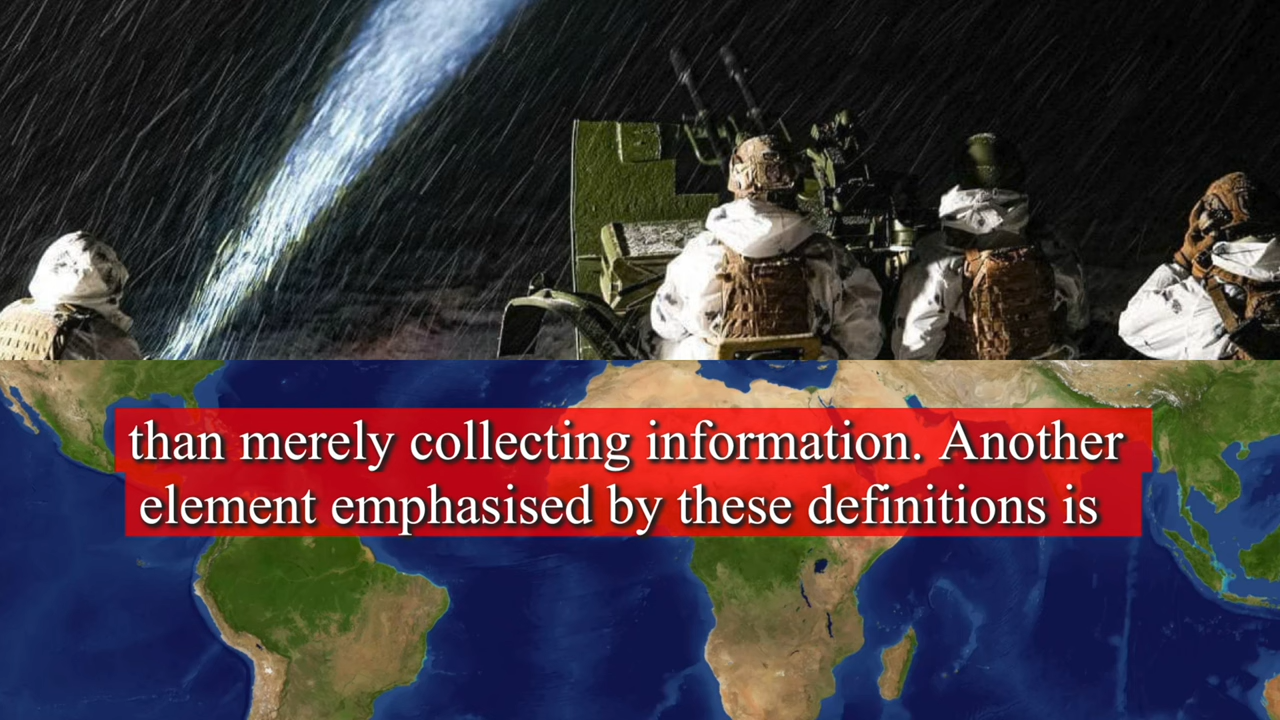 than merely collecting information. Another
element emphasised by these definitions is